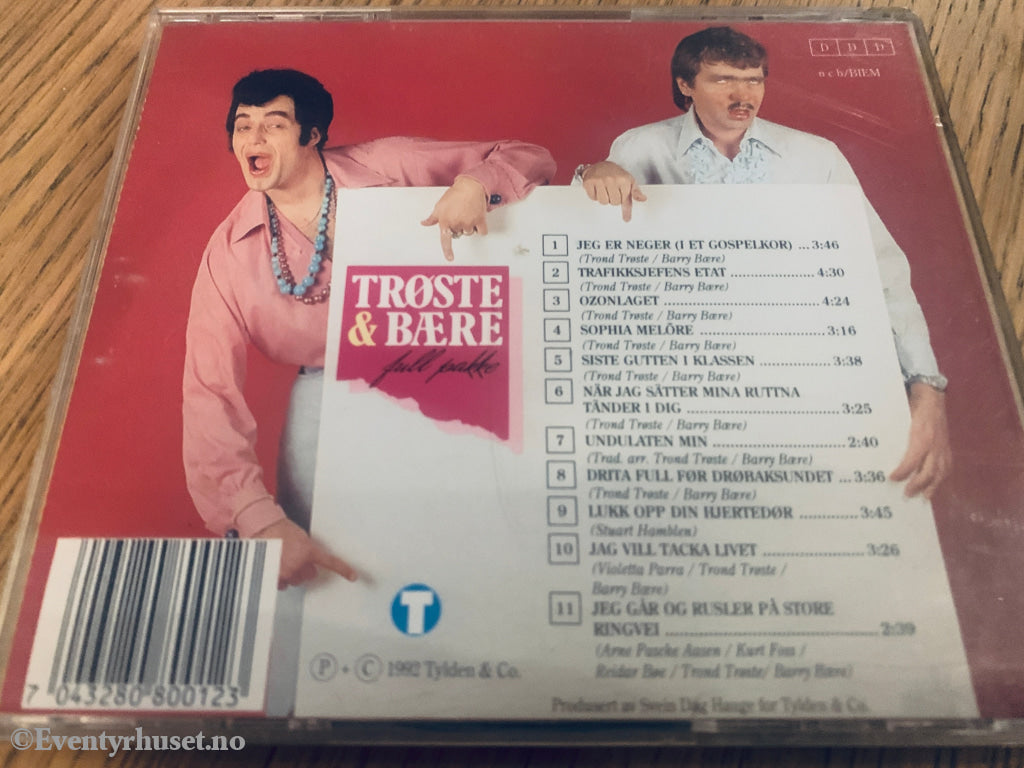 D D D
n c b/BIEM
1 JEG ER NEGER (I ET GOSPELKOR) ...3:46
(Trond Trøste / Barry Bære)
2 TRAFIKKSJEFENS ETAT ..................4:30
(Trond Trøste / Barry Bære)
3 OZONLAGET .................................4:24
(Trond Trøste / Barry Bære)
4 SOPHIA MELÖRE ...........................3:16
(Trond Trøste / Barry Bære)
5 SISTE GUTTEN I KLASSEN ................3:38
(Trond Trøste / Barry Bære)
6 NÄR JAG SÄTTER MINA RUTTNA
TÄNDER I DIG ...............................3:25
(Trond Trøste / Barry Bære)
7 UNDULATEN MIN ...........................2:40
(Trad. arr. Trond Trøste / Barry Bære)
8 DRITA FULL FØR DRØBAKSUNDET ...3:36
(Trond Trøste / Barry Bære)
9 LUKK OPP DIN HJERTEDØR ............3:45
(Stuart Hamblen)
10 JAG VILL TACKA LIVET ...................3:26
(Violetta Parra / Trond Trøste /
Barry Bære)
11 JEG GÅR OG RUSLER PÅ STORE
RINGVEI .....................................2:39
(Arne Paasche Aasen / Kurt Foss /
Reidar Bøe / Trond Trøste/ Barry Bære)
Produsert av Svein Dag Hauge for Tylden & Co.
TRØSTE
& BÆRE
full pakke
T
P + C 1992 Tylden & Co.
7 043280 800123
©Eventyrhuset.no